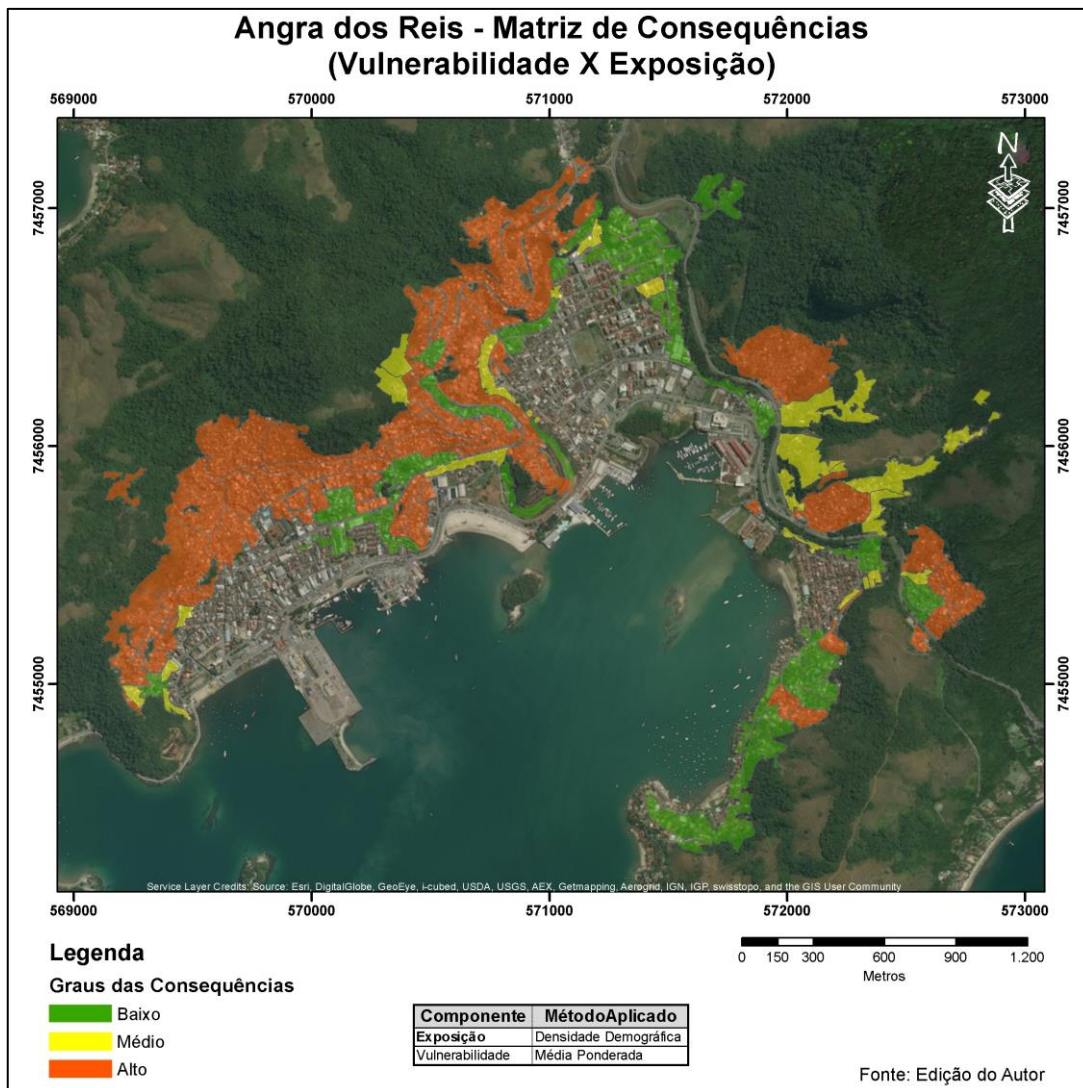 Angra dos Reis - Matriz de Consequências
(Vulnerabilidade X Exposição)
569000 570000 571000 572000 573000
N
7457000 7457000
7456000 7456000
7455000 7455000
Service Layer Credits: Source: Esri, DigitalGlobe, GeoEye, i-cubed, USDA, USGS, AEX, Getmapping, Aerogrid, IGN, IGP, swisstopo, and the GIS User Community
569000 570000 571000 572000 573000
Legenda
Graus das Consequências
Baixo
Médio
Alto
0 150 300 600 900 1.200
Metros
Componente MétodoAplicado
Exposição Densidade Demográfica
Vulnerabilidade Média Ponderada
Fonte: Edição do Autor